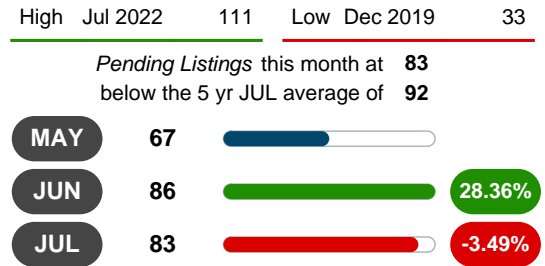 High Jul 2022 111 Low Dec 2019 33
Pending Listings this month at 83
below the 5 yr JUL average of 92
MAY 67
JUN 86 28.36%
JUL 83 -3.49%